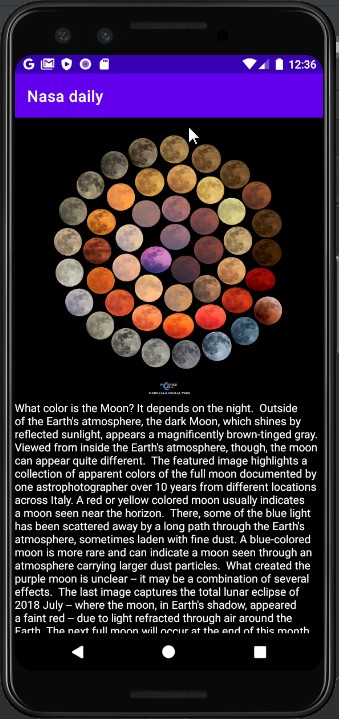 12:36
Nasa daily
What color is the Moon? It depends on the night.  Outside
of the Earth's atmosphere, the dark Moon, which shines by
reflected sunlight, appears a magnificently brown-tinged gray.
Viewed from inside the Earth's atmosphere, though, the moon
can appear quite different.  The featured image highlights a
collection of apparent colors of the full moon documented by
one astrophotographer over 10 years from different locations
across Italy. A red or yellow colored moon usually indicates
a moon seen near the horizon.  There, some of the blue light
has been scattered away by a long path through the Earth's
atmosphere, sometimes laden with fine dust. A blue-colored
moon is more rare and can indicate a moon seen through an
atmosphere carrying larger dust particles.  What created the
purple moon is unclear -- it may be a combination of several
effects.  The last image captures the total lunar eclipse of
2018 July -- where the moon, in Earth's shadow, appeared
a faint red -- due to light refracted through air around the
Earth. The next full moon will occur at the end of this month